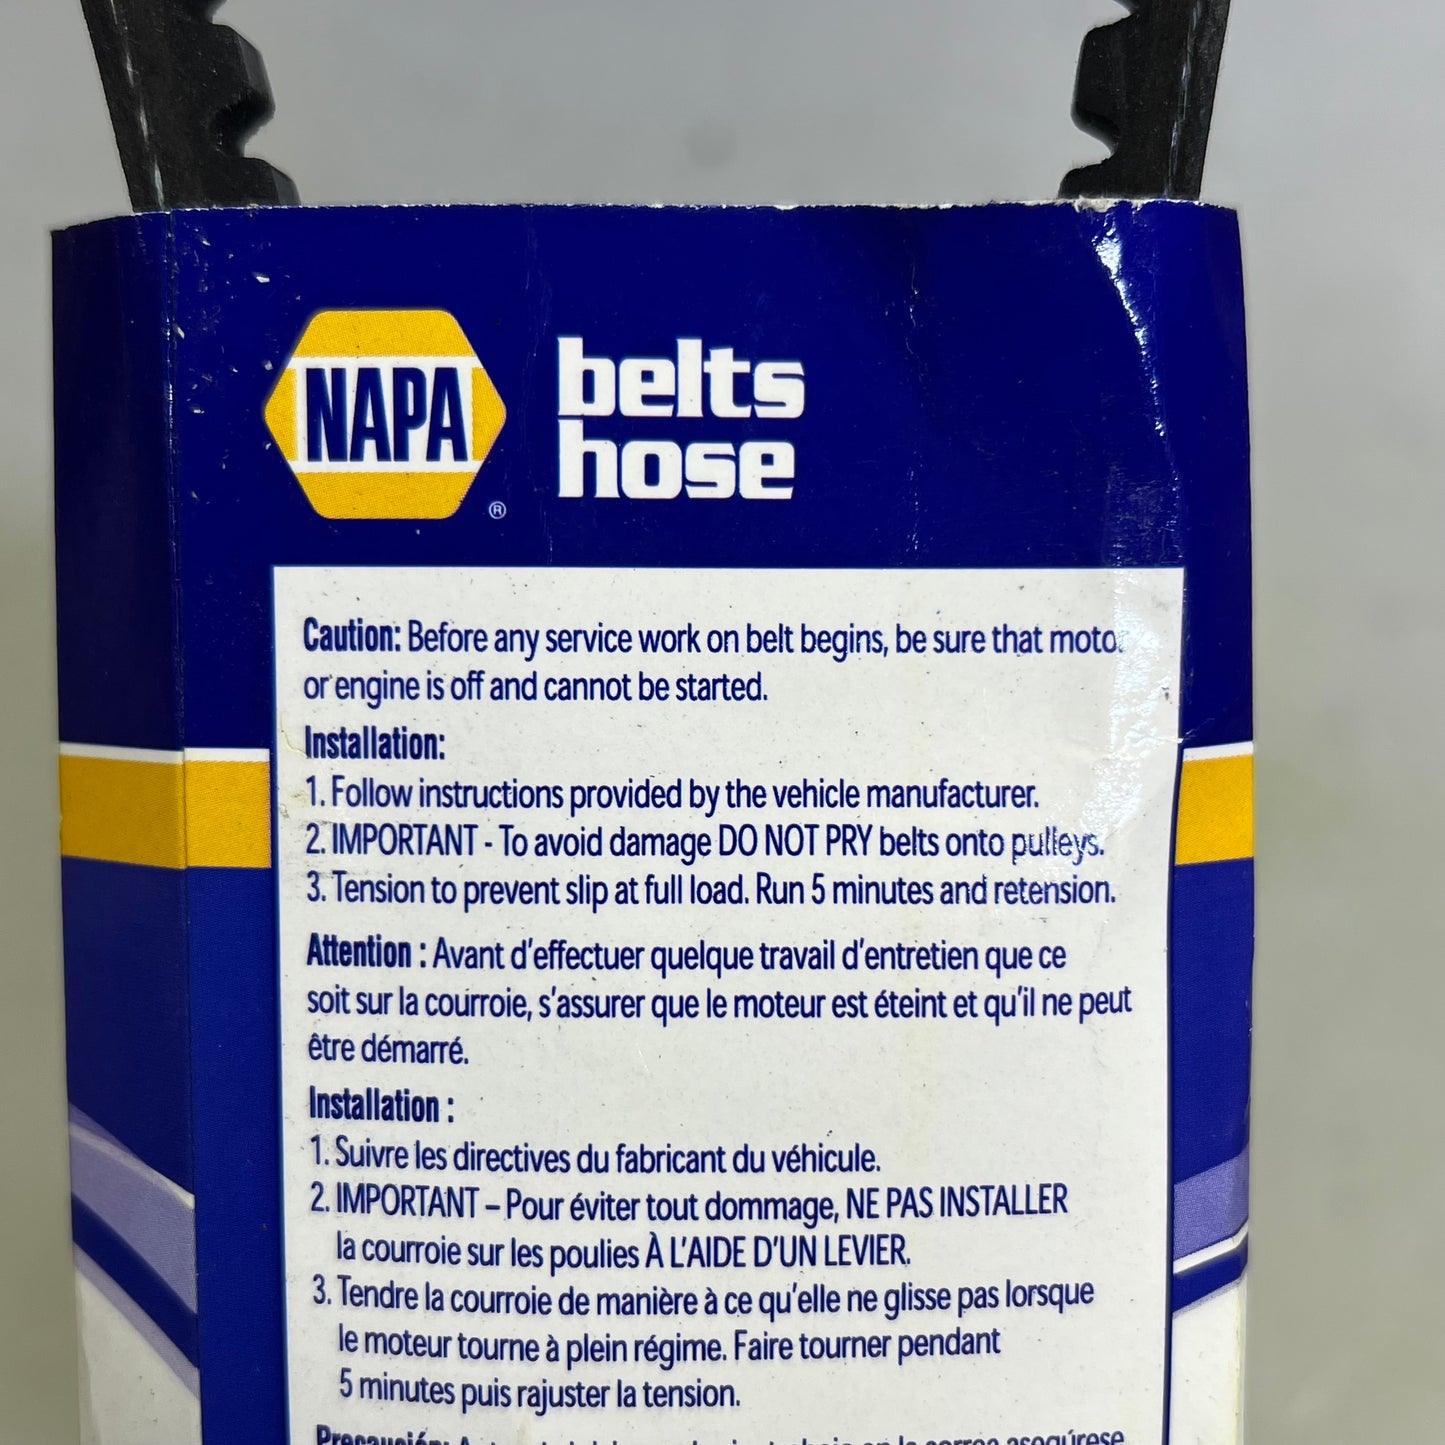 NAPA
®
belts
hose
Caution: Before any service work on belt begins, be sure that motor
or engine is off and cannot be started.
Installation:
1. Follow instructions provided by the vehicle manufacturer.
2. IMPORTANT - To avoid damage DO NOT PRY belts onto pulleys.
3. Tension to prevent slip at full load. Run 5 minutes and retension.
Attention : Avant d'effectuer quelque travail d'entretien que ce
soit sur la courroie, s'assurer que le moteur est éteint et qu'il ne peut
être démarré.
Installation :
1. Suivre les directives du fabricant du véhicule.
2. IMPORTANT – Pour éviter tout dommage, NE PAS INSTALLER
la courroie sur les poulies À L'AIDE D'UN LEVIER.
3. Tendre la courroie de manière à ce qu'elle ne glisse pas lorsque
le moteur tourne à plein régime. Faire tourner pendant
5 minutes puis rajuster la tension.
Precaución: